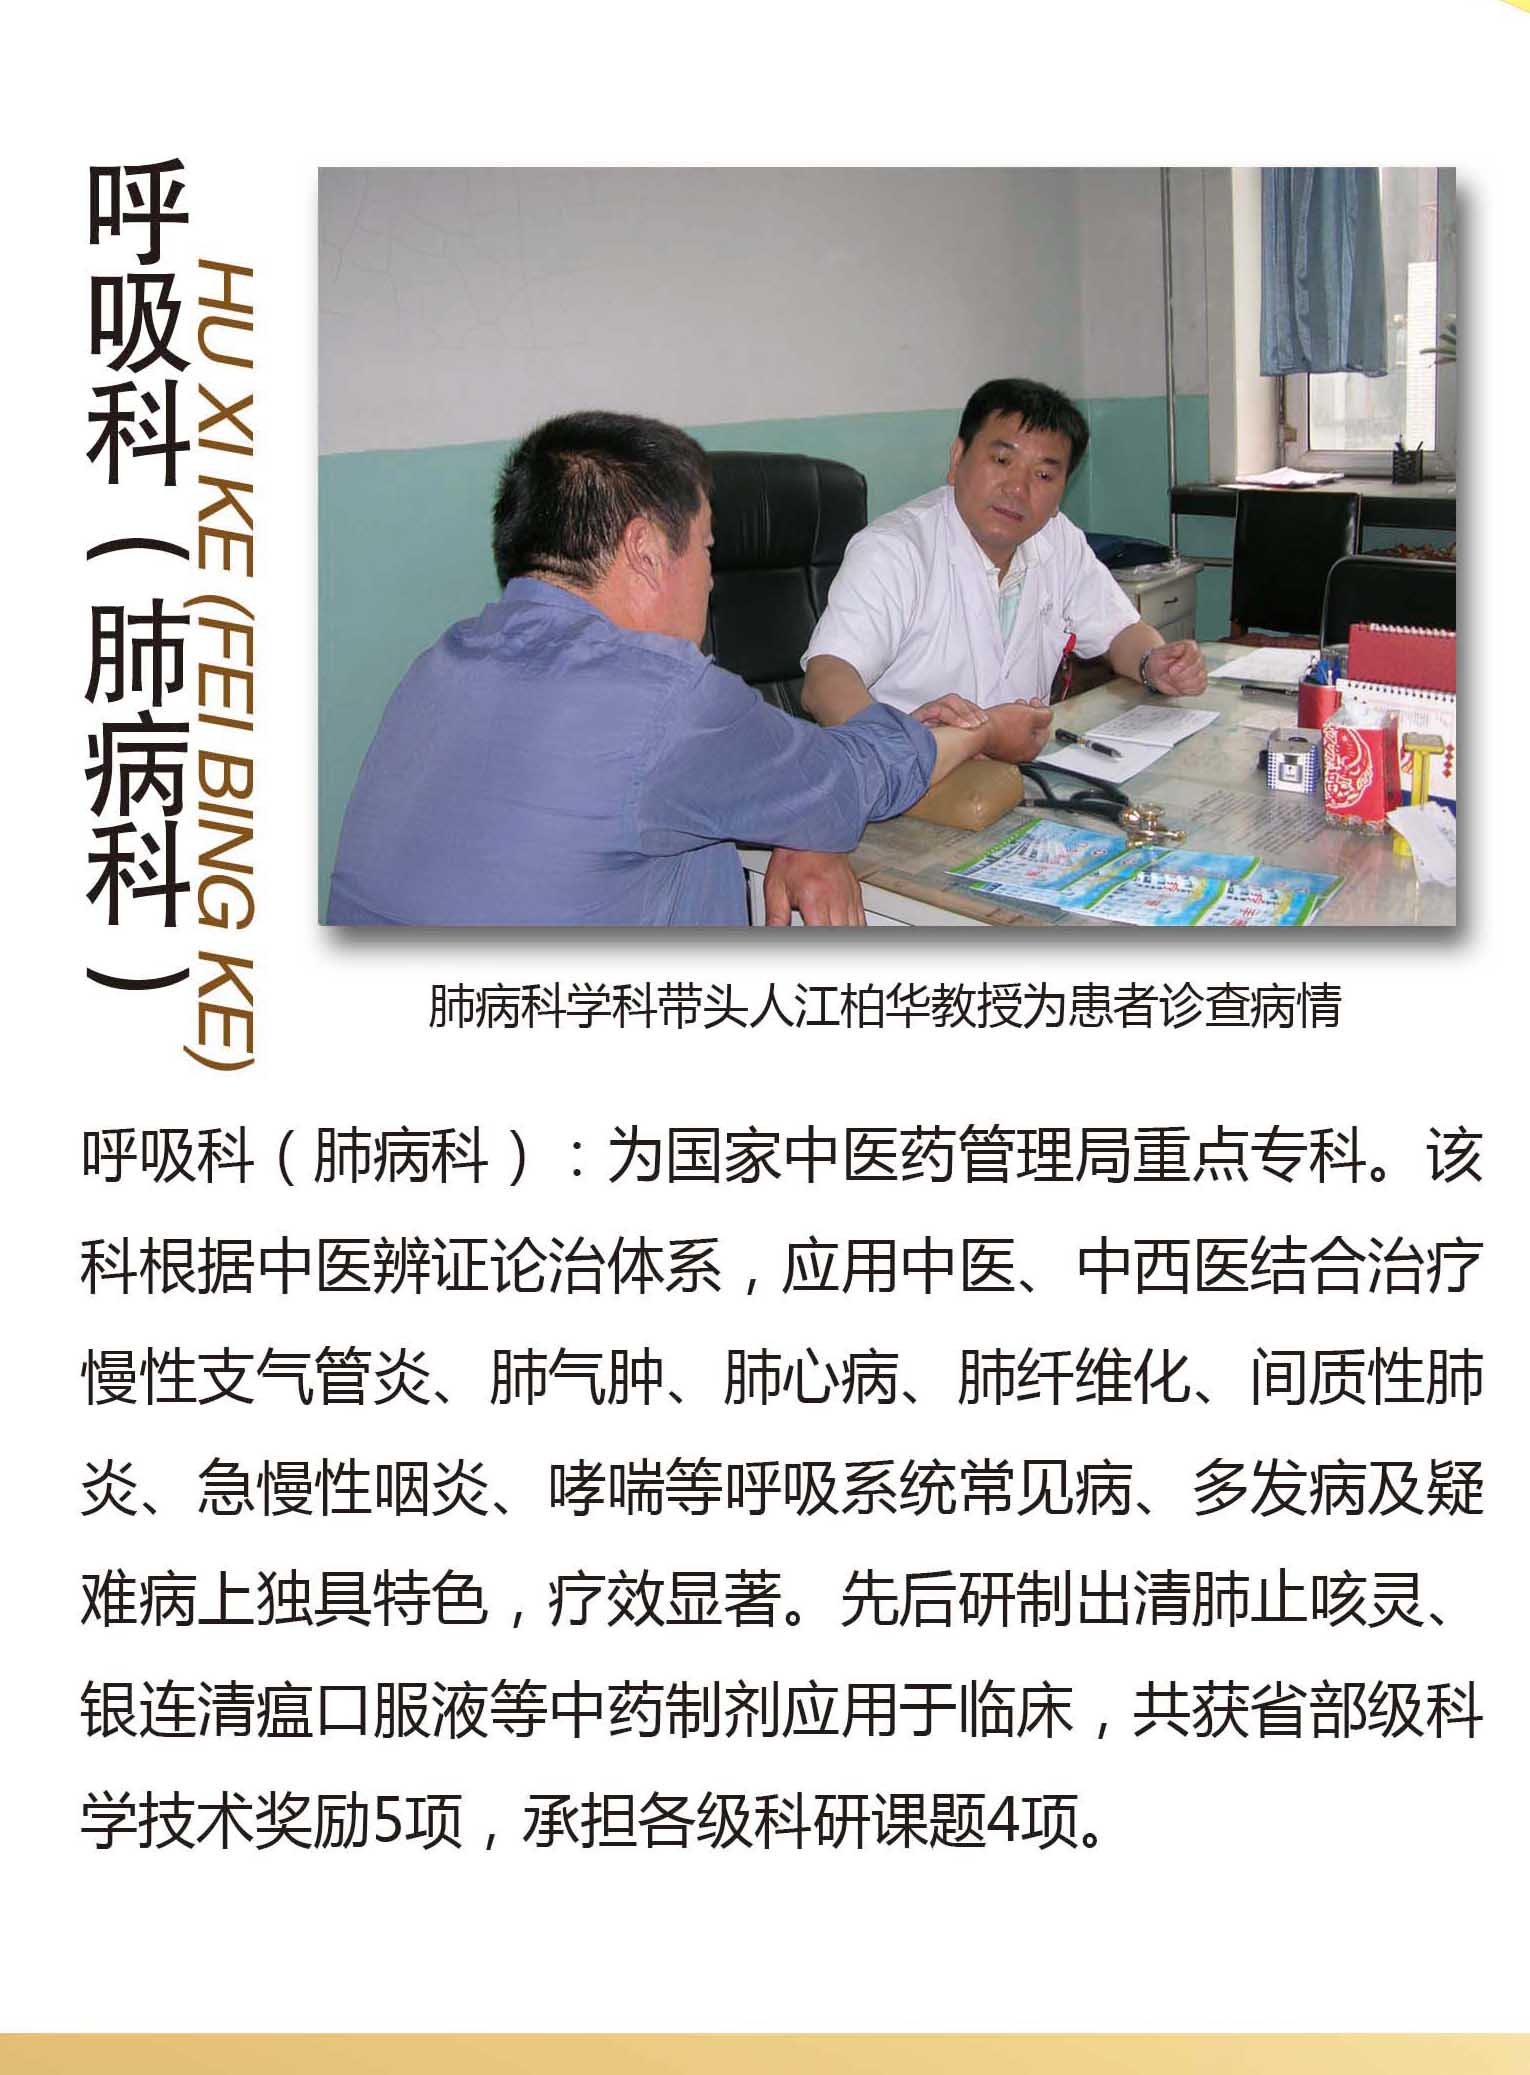 呼吸科（肺病科）
HU XI KE (FEI BING KE)
肺病科学科带头人江柏华教授为患者诊查病情
呼吸科（肺病科）：为国家中医药管理局重点专科。该
科根据中医辨证论治体系，应用中医、中西医结合治疗
慢性支气管炎、肺气肿、肺心病、肺纤维化、间质性肺
炎、急慢性咽炎、哮喘等呼吸系统常见病、多发病及疑
难病上独具特色，疗效显著。先后研制出清肺止咳灵、
银连清瘟口服液等中药制剂应用于临床，共获省部级科
学技术奖励5项，承担各级科研课题4项。